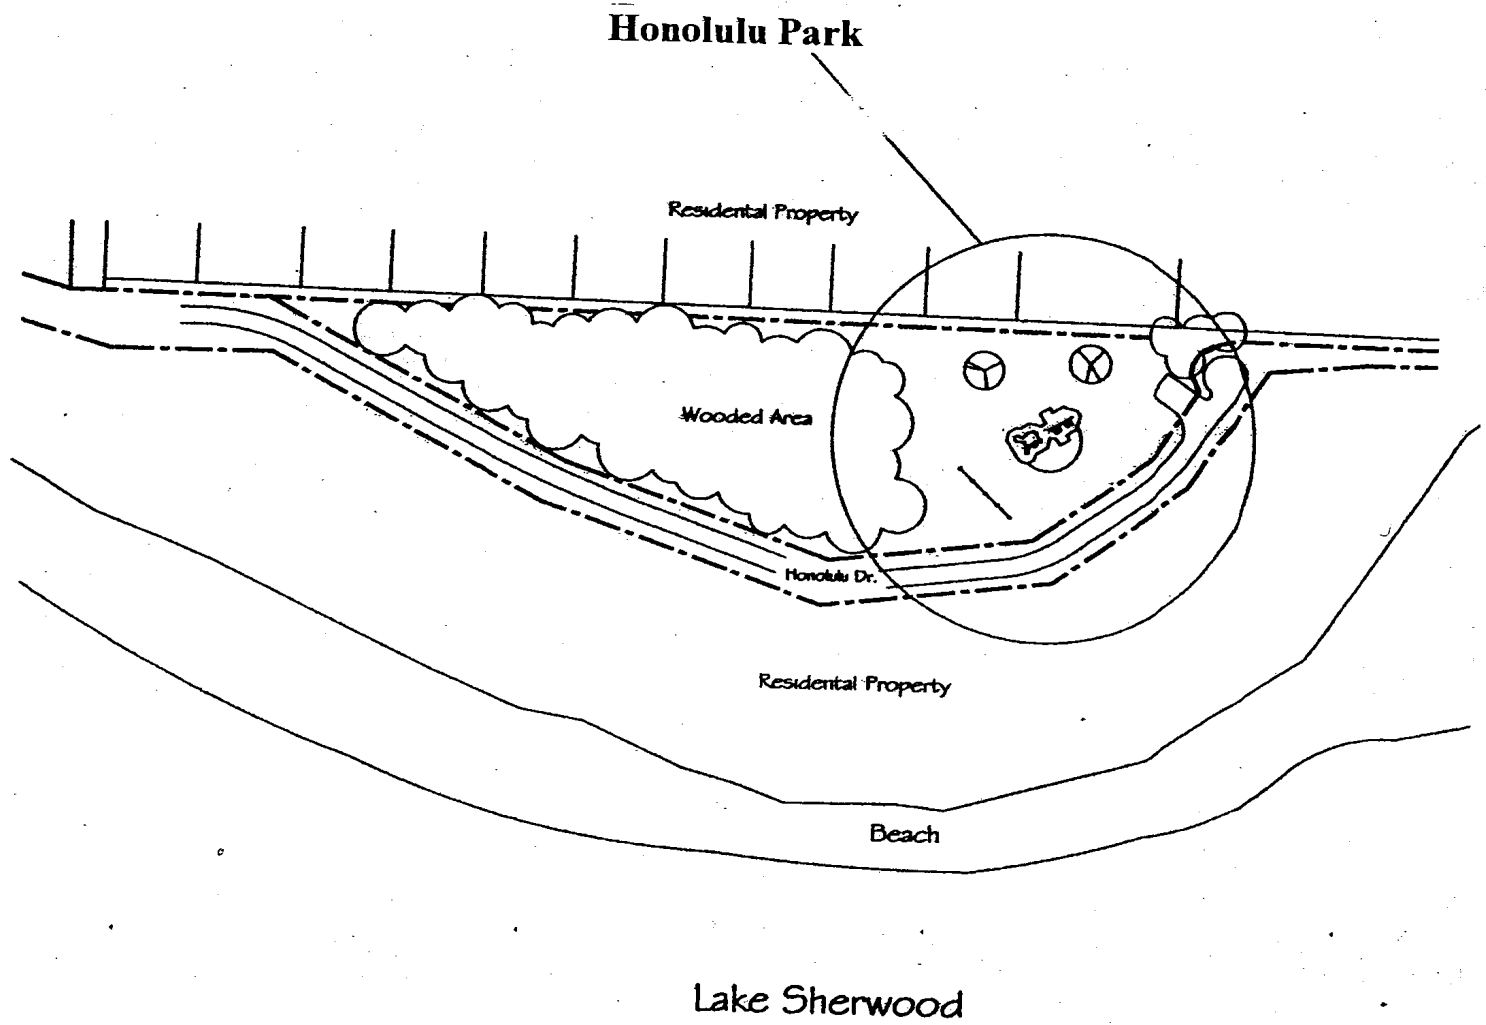 Honolulu Park
Residental Property
Wooded Area
Honolulu Dr.
Residental Property
Beach
Lake Sherwood